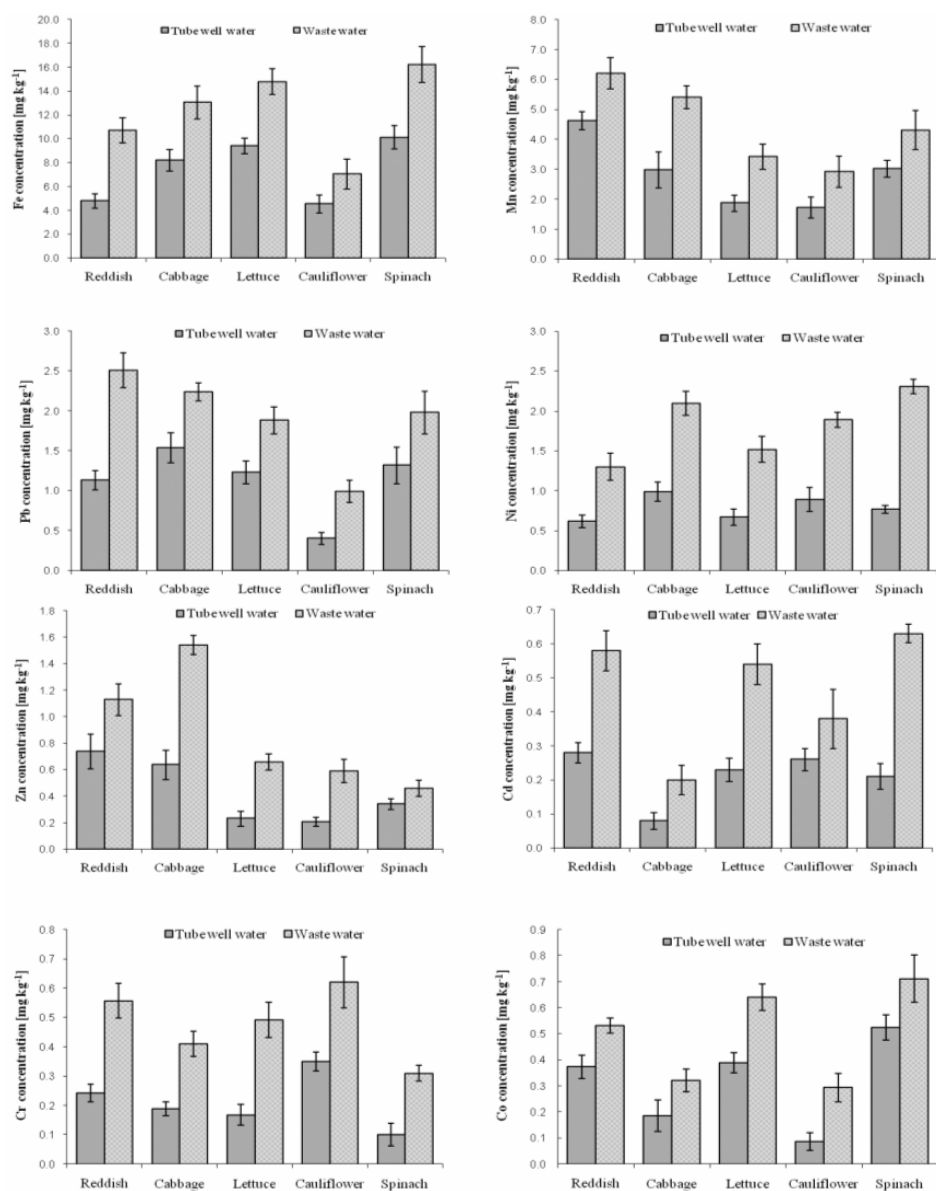 Tube well water Waste water
Fe concentration [mg kg-1]
20.0
18.0
16.0
14.0
12.0
10.0
8.0
6.0
4.0
2.0
0.0
Reddish Cabbage Lettuce Cauliflower Spinach
Tube well water Waste water
Mn concentration [mg kg-1]
8.0
7.0
6.0
5.0
4.0
3.0
2.0
1.0
0.0
Reddish Cabbage Lettuce Cauliflower Spinach
Tube well water Waste water
Pb concentration [mg kg-1]
3.0
2.5
2.0
1.5
1.0
0.5
0.0
Reddish Cabbage Lettuce Cauliflower Spinach
Tube well water Waste water
Ni concentration [mg kg-1]
3.0
2.0
1.0
0.0
Reddish Cabbage Lettuce Cauliflower Spinach
Tube well water Waste water
Zn concentration [mg kg-1]
1.8
1.6
1.4
1.2
1.0
0.8
0.6
0.4
0.2
0.0
Reddish Cabbage Lettuce Cauliflower Spinach
Tube well water Waste water
Cd concentration [mg kg-1]
0.7
0.6
0.5
0.4
0.3
0.2
0.1
0.0
Reddish Cabbage Lettuce Cauliflower Spinach
Tube well water Waste water
Cr concentration [mg kg-1]
0.8
0.7
0.6
0.5
0.4
0.3
0.2
0.1
0.0
Reddish Cabbage Lettuce Cauliflower Spinach
Tube well water Waste water
Co concentration [mg kg-1]
0.9
0.8
0.7
0.6
0.5
0.4
0.3
0.2
0.1
0.0
Reddish Cabbage Lettuce Cauliflower Spinach